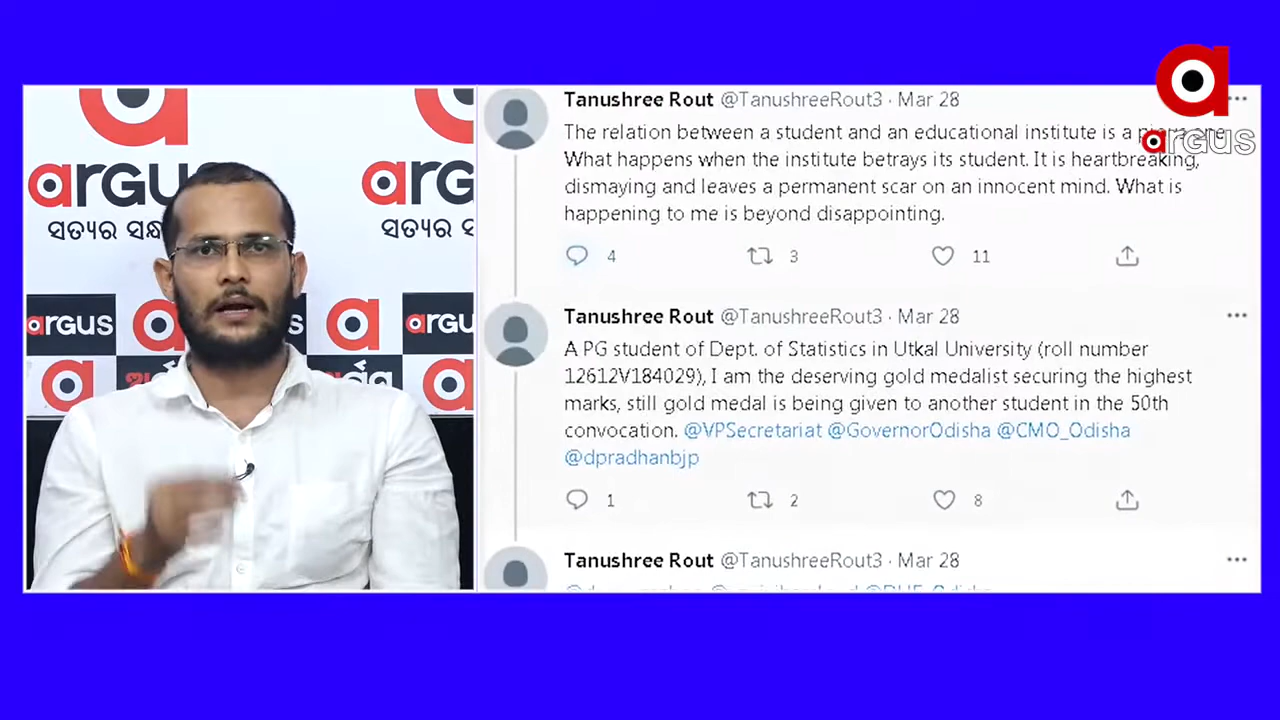 argus
argus
argus
ସତ୍ୟର
ସତ୍ୟର
argus
Tanushree Rout @TanushreeRout3 · Mar 28
The relation between a student and an educational institute is a
What happens when the institute betrays its student. It is heartbreaking,
dismaying and leaves a permanent scar on an innocent mind. What is
happening to me is beyond disappointing.
4 3 11
Tanushree Rout @TanushreeRout3 · Mar 28
A PG student of Dept. of Statistics in Utkal University (roll number
12612V184029), I am the deserving gold medalist securing the highest
marks, still gold medal is being given to another student in the 50th
convocation. @VPSecretariat @GovernorOdisha @CMO_Odisha
@dpradhanbjp
1 2 8
Tanushree Rout @TanushreeRout3 · Mar 28